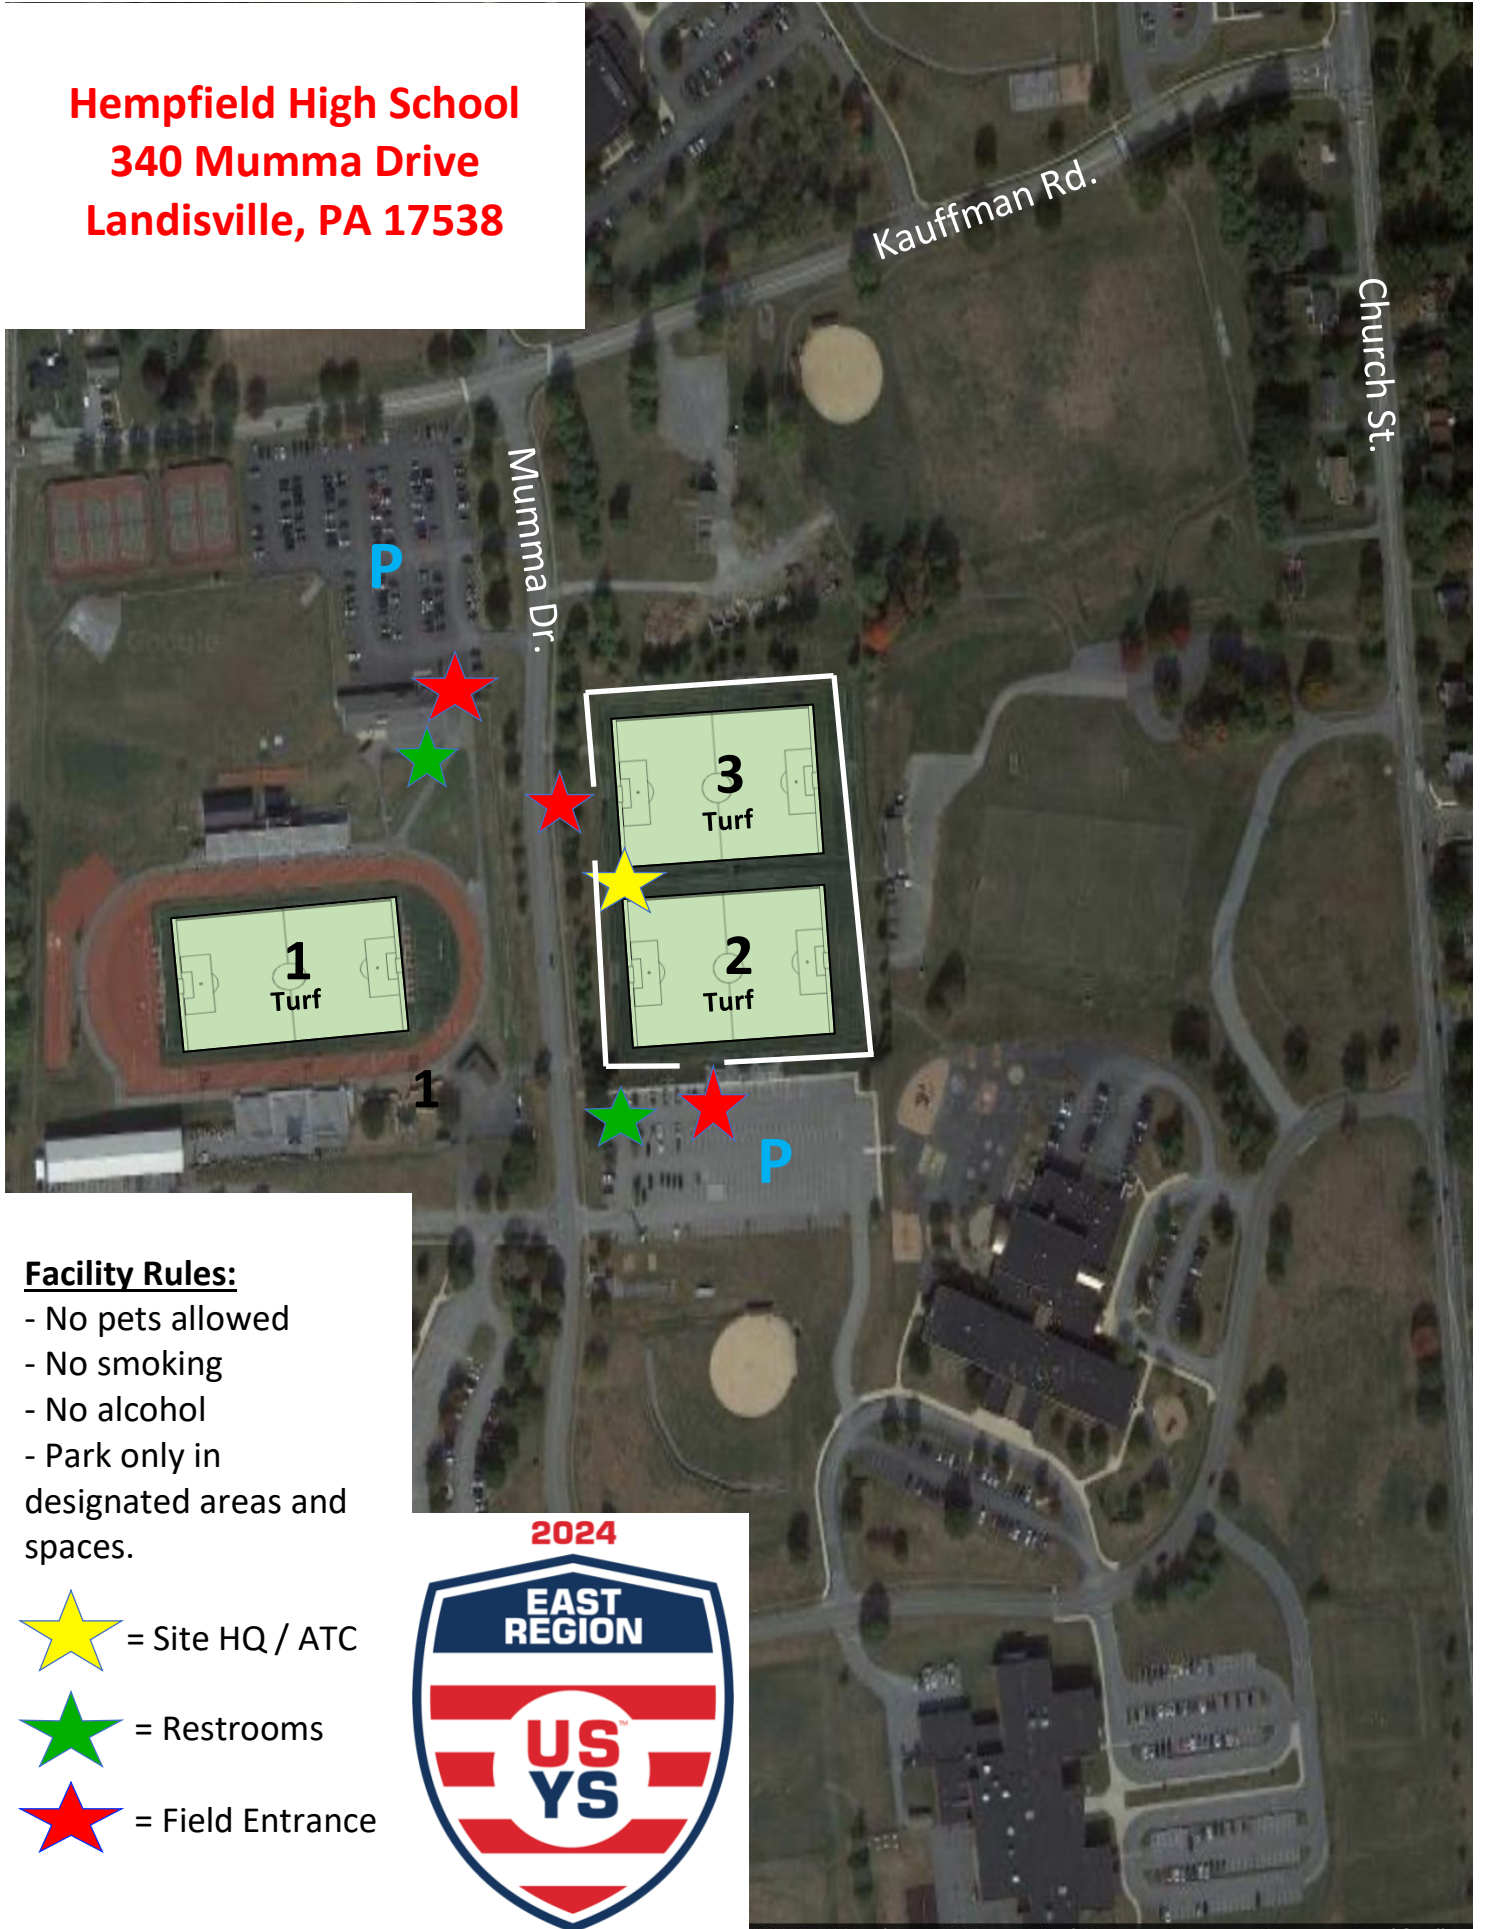 Hempfield High School
340 Mumma Drive
Landisville, PA 17538
Kauffman Rd.
Church St.
Mumma Dr.
P
Google
3
Turf
2
Turf
1
Turf
1
P
Facility Rules:
- No pets allowed
- No smoking
- No alcohol
- Park only in
designated areas and
spaces.
= Site HQ / ATC
= Restrooms
= Field Entrance
2024
EAST
REGION
US™
YS